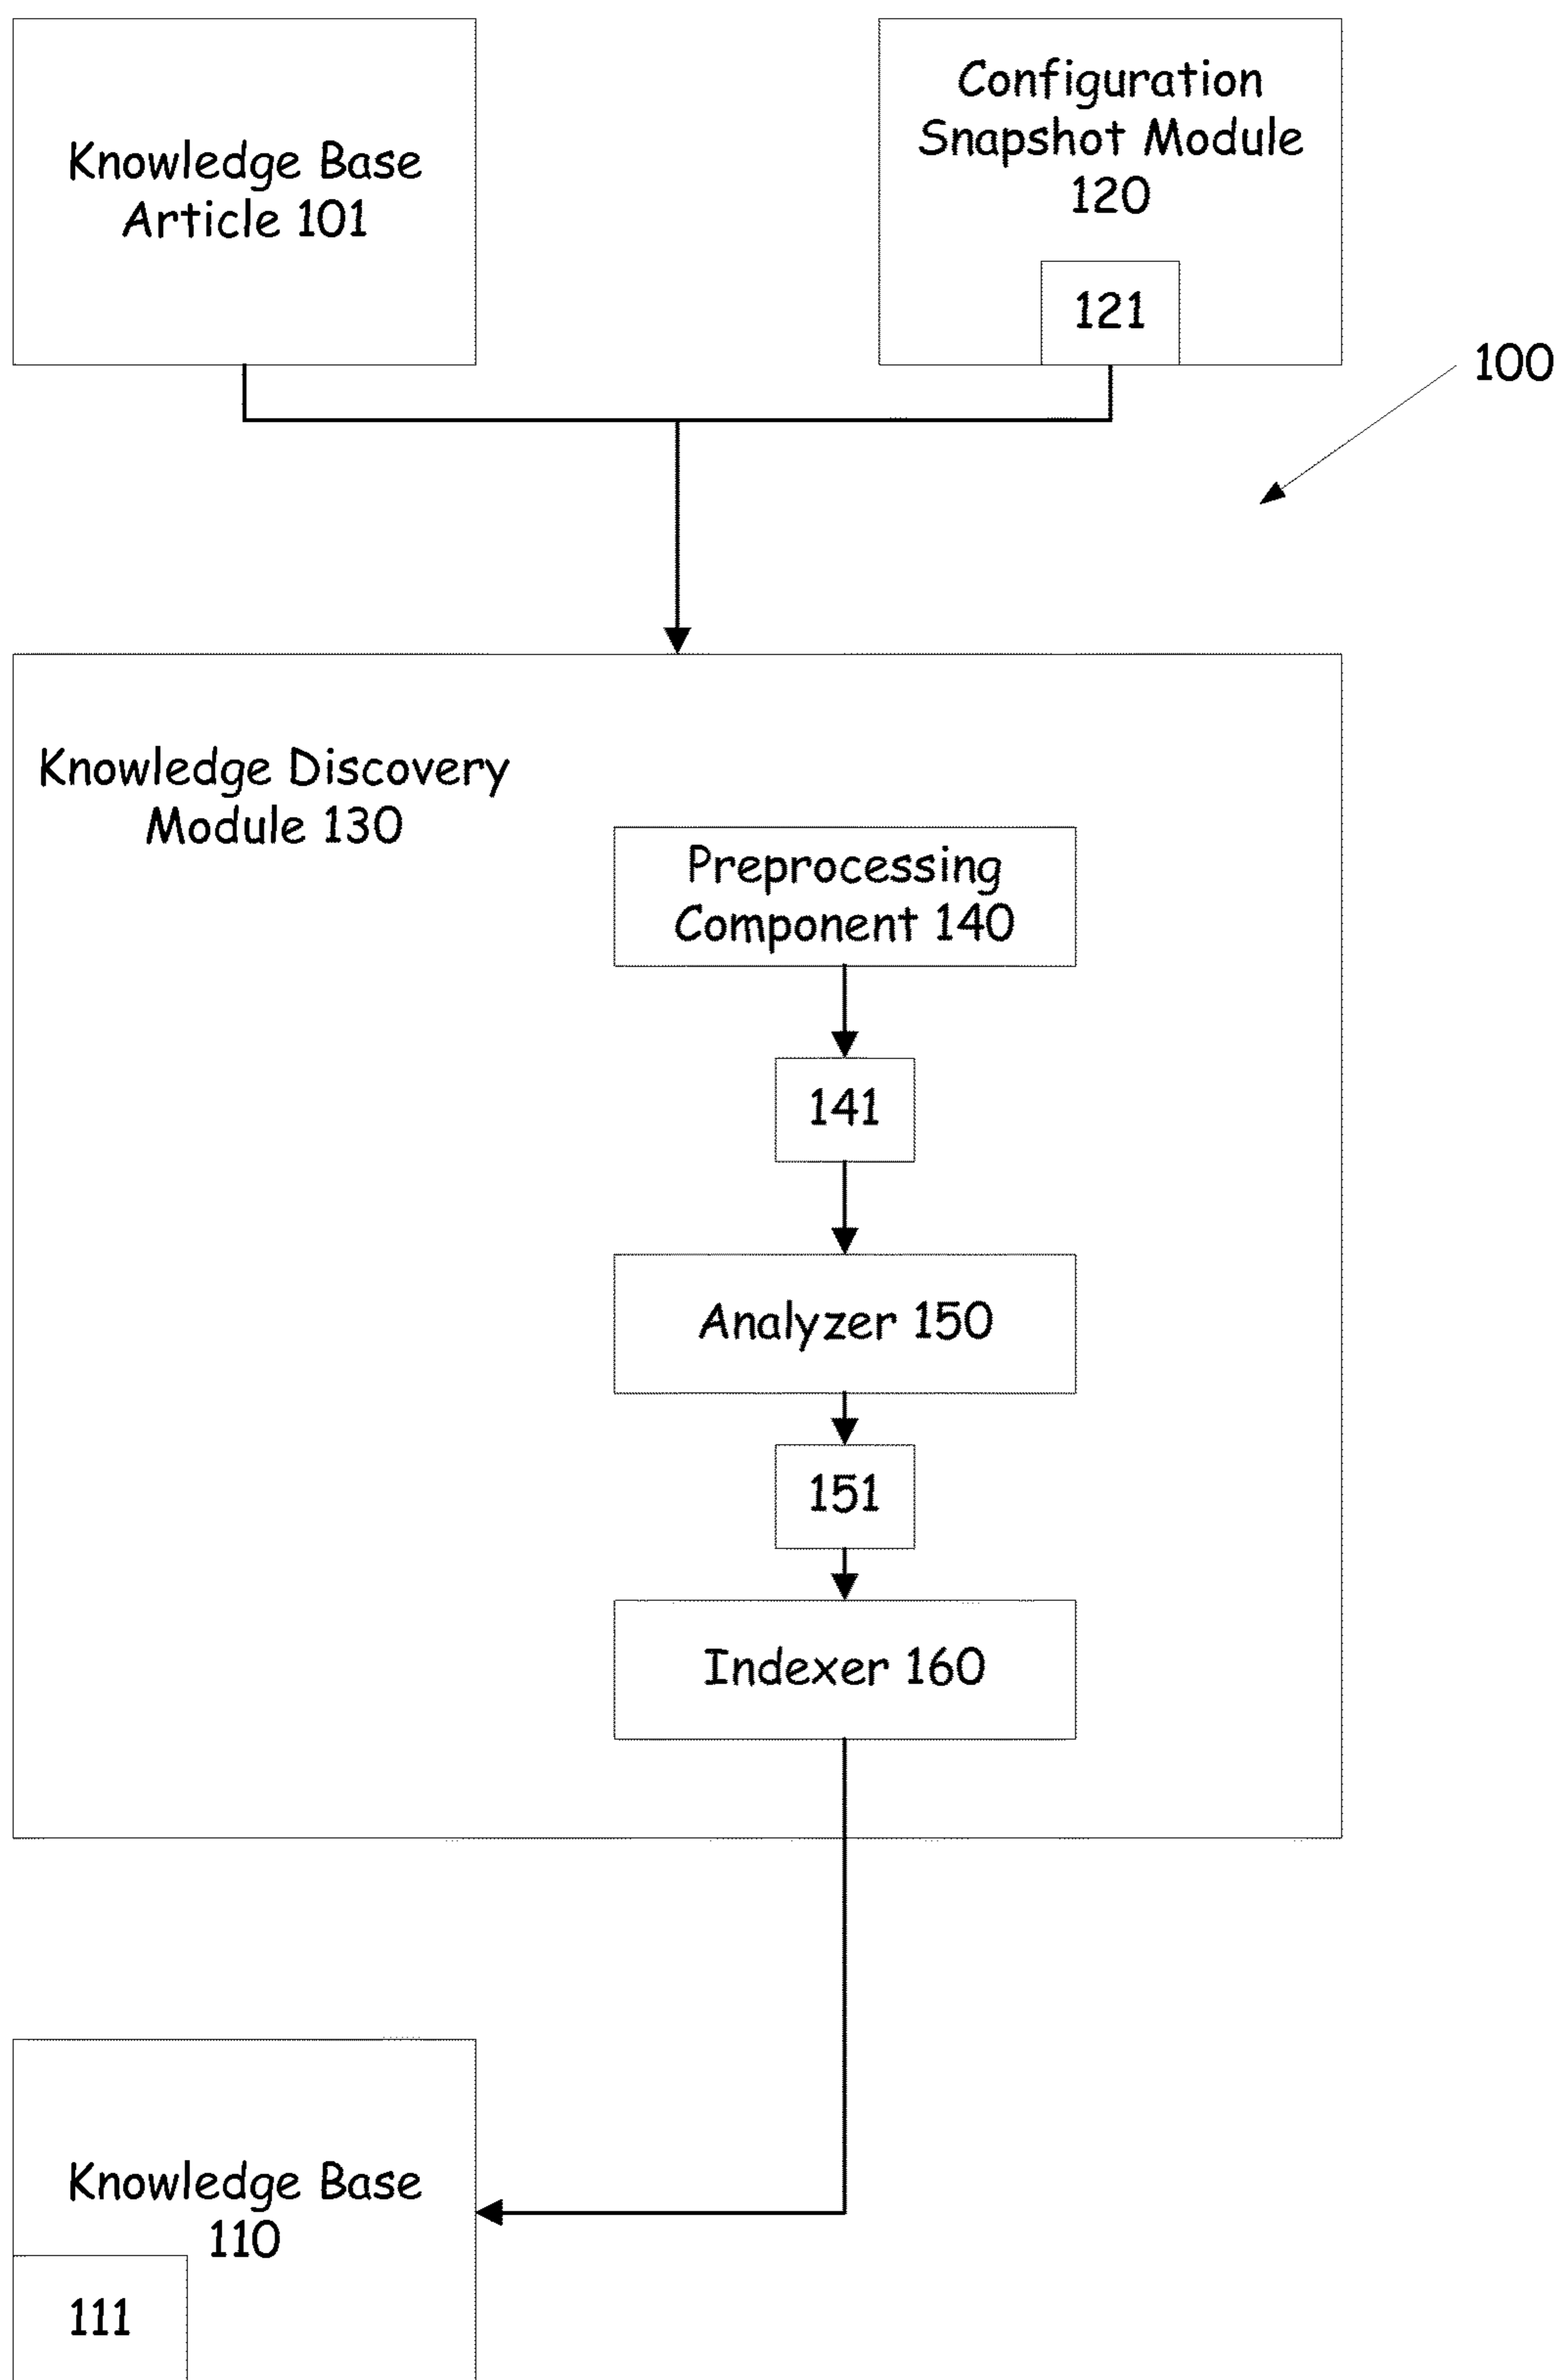 Knowledge Base
Article 101
Configuration
Snapshot Module
120
121
100
Knowledge Discovery
Module 130
Preprocessing
Component 140
141
Analyzer 150
151
Indexer 160
Knowledge Base
110
111